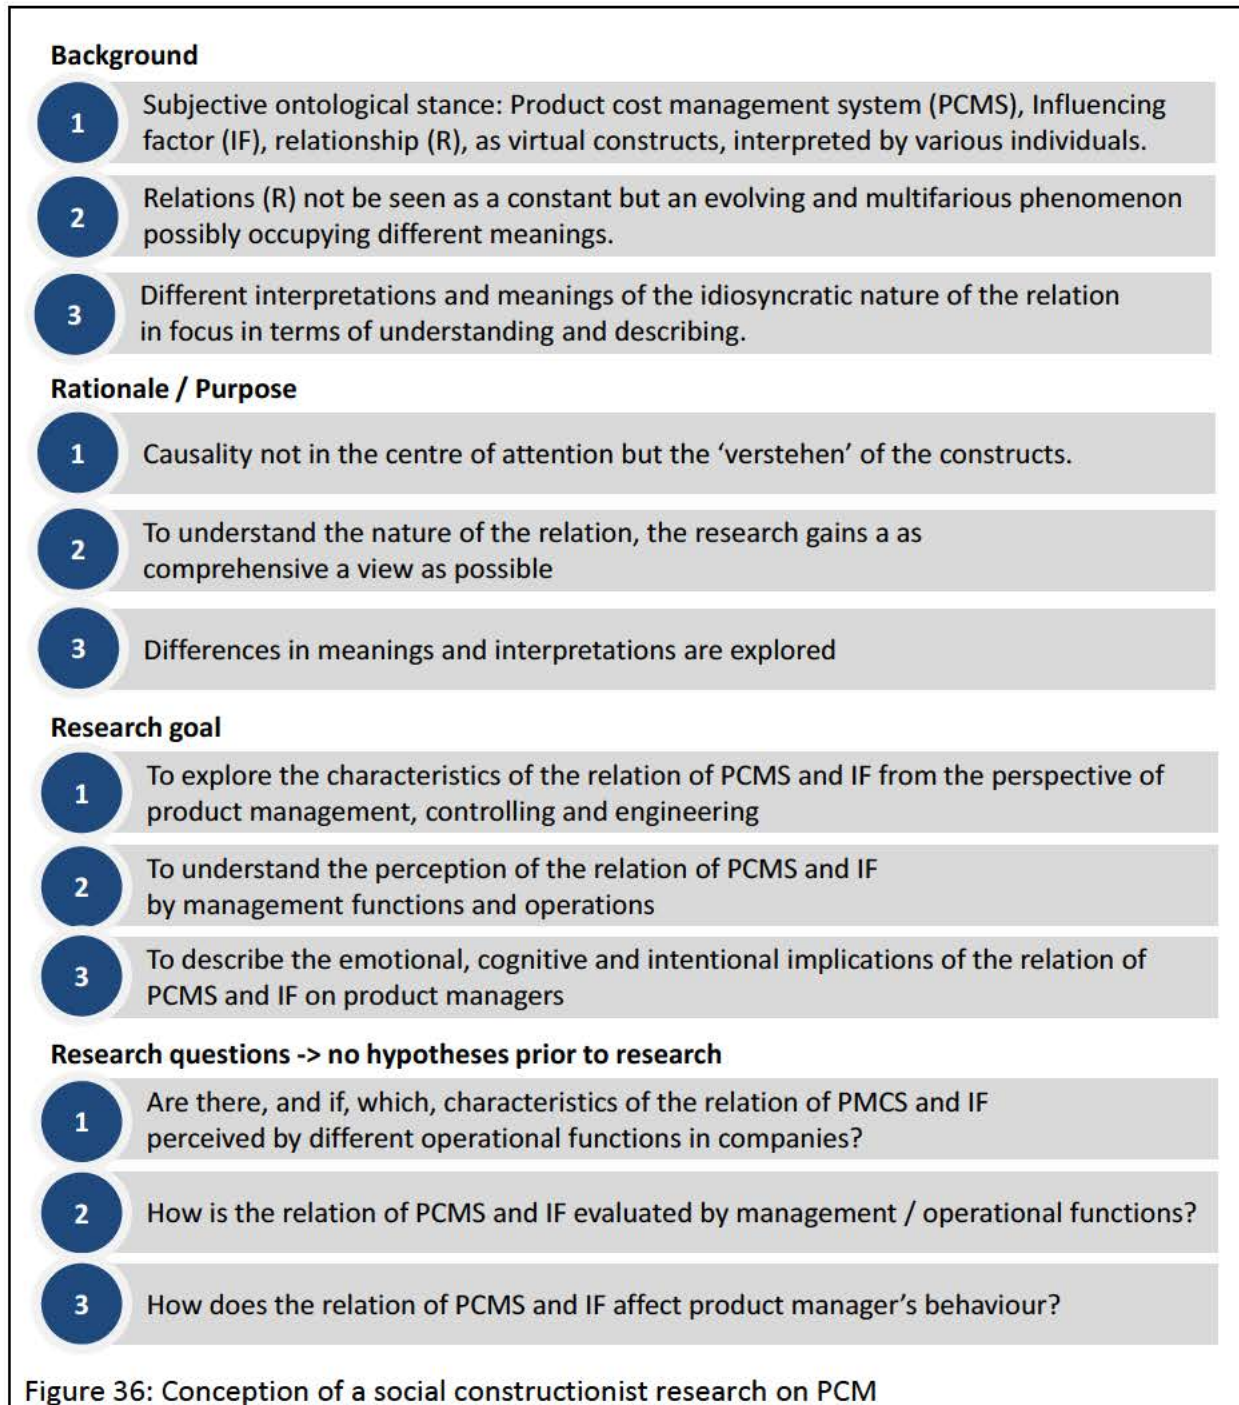 Background
1
Subjective ontological stance: Product cost management system (PCMS), Influencing
factor (IF), relationship (R), as virtual constructs, interpreted by various individuals.
2
Relations (R) not be seen as a constant but an evolving and multifarious phenomenon
possibly occupying different meanings.
3
Different interpretations and meanings of the idiosyncratic nature of the relation
in focus in terms of understanding and describing.
Rationale / Purpose
1
Causality not in the centre of attention but the ‘verstehen’ of the constructs.
2
To understand the nature of the relation, the research gains a as
comprehensive a view as possible
3
Differences in meanings and interpretations are explored
Research goal
1
To explore the characteristics of the relation of PCMS and IF from the perspective of
product management, controlling and engineering
2
To understand the perception of the relation of PCMS and IF
by management functions and operations
3
To describe the emotional, cognitive and intentional implications of the relation of
PCMS and IF on product managers
Research questions -> no hypotheses prior to research
1
Are there, and if, which, characteristics of the relation of PMCS and IF
perceived by different operational functions in companies?
2
How is the relation of PCMS and IF evaluated by management / operational functions?
3
How does the relation of PCMS and IF affect product manager’s behaviour?
Figure 36: Conception of a social constructionist research on PCM